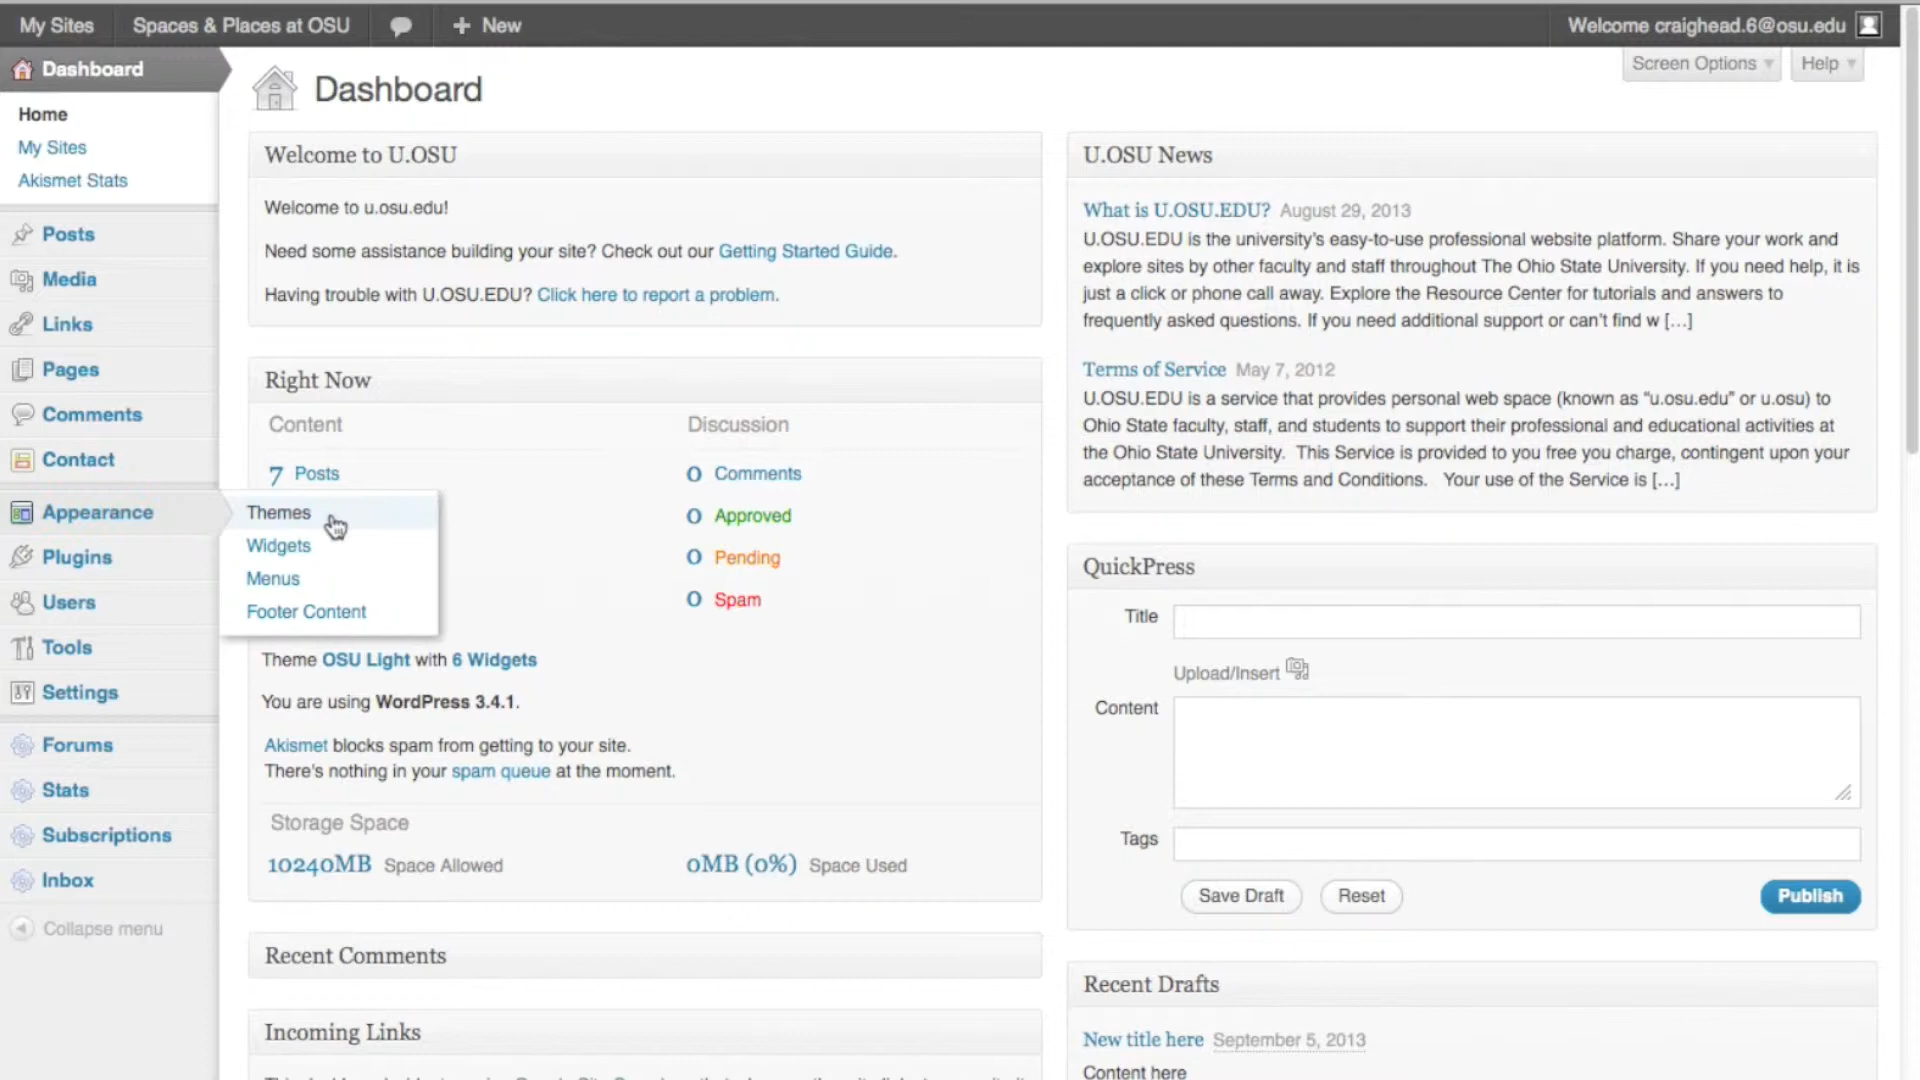 My Sites
Spaces & Places at OSU
New
Welcome craighead.6@osu.edu
Dashboard
Home
My Sites
Akismet Stats
Posts
Media
Links
Pages
Comments
Contact
Appearance
Plugins
Users
Tools
Settings
Forums
Stats
Subscriptions
Inbox
Collapse menu
Themes
Widgets
Menus
Footer Content
Screen Options
Help
Dashboard
Welcome to U.OSU
Welcome to u.osu.edu!
Need some assistance building your site? Check out our Getting Started Guide.
Having trouble with U.OSU.EDU? Click here to report a problem.
Right Now
Content
Discussion
7 Posts
0 Comments
0 Approved
0 Pending
0 Spam
Theme OSU Light with 6 Widgets
You are using WordPress 3.4.1.
Akismet blocks spam from getting to your site.
There's nothing in your spam queue at the moment.
Storage Space
10240MB Space Allowed
0MB (0%) Space Used
Recent Comments
Incoming Links
U.OSU News
What is U.OSU.EDU? August 29, 2013
U.OSU.EDU is the university's easy-to-use professional website platform. Share your work and
explore sites by other faculty and staff throughout The Ohio State University. If you need help, it is
just a click or phone call away. Explore the Resource Center for tutorials and answers to
frequently asked questions. If you need additional support or can't find w [...]
Terms of Service May 7, 2012
U.OSU.EDU is a service that provides personal web space (known as “u.osu.edu” or u.osu) to
Ohio State faculty, staff, and students to support their professional and educational activities at
the Ohio State University. This Service is provided to you free you charge, contingent upon your
acceptance of these Terms and Conditions. Your use of the Service is [...]
QuickPress
Title
Upload/Insert
Content
Tags
Save Draft
Reset
Publish
Recent Drafts
New title here September 5, 2013
Content here